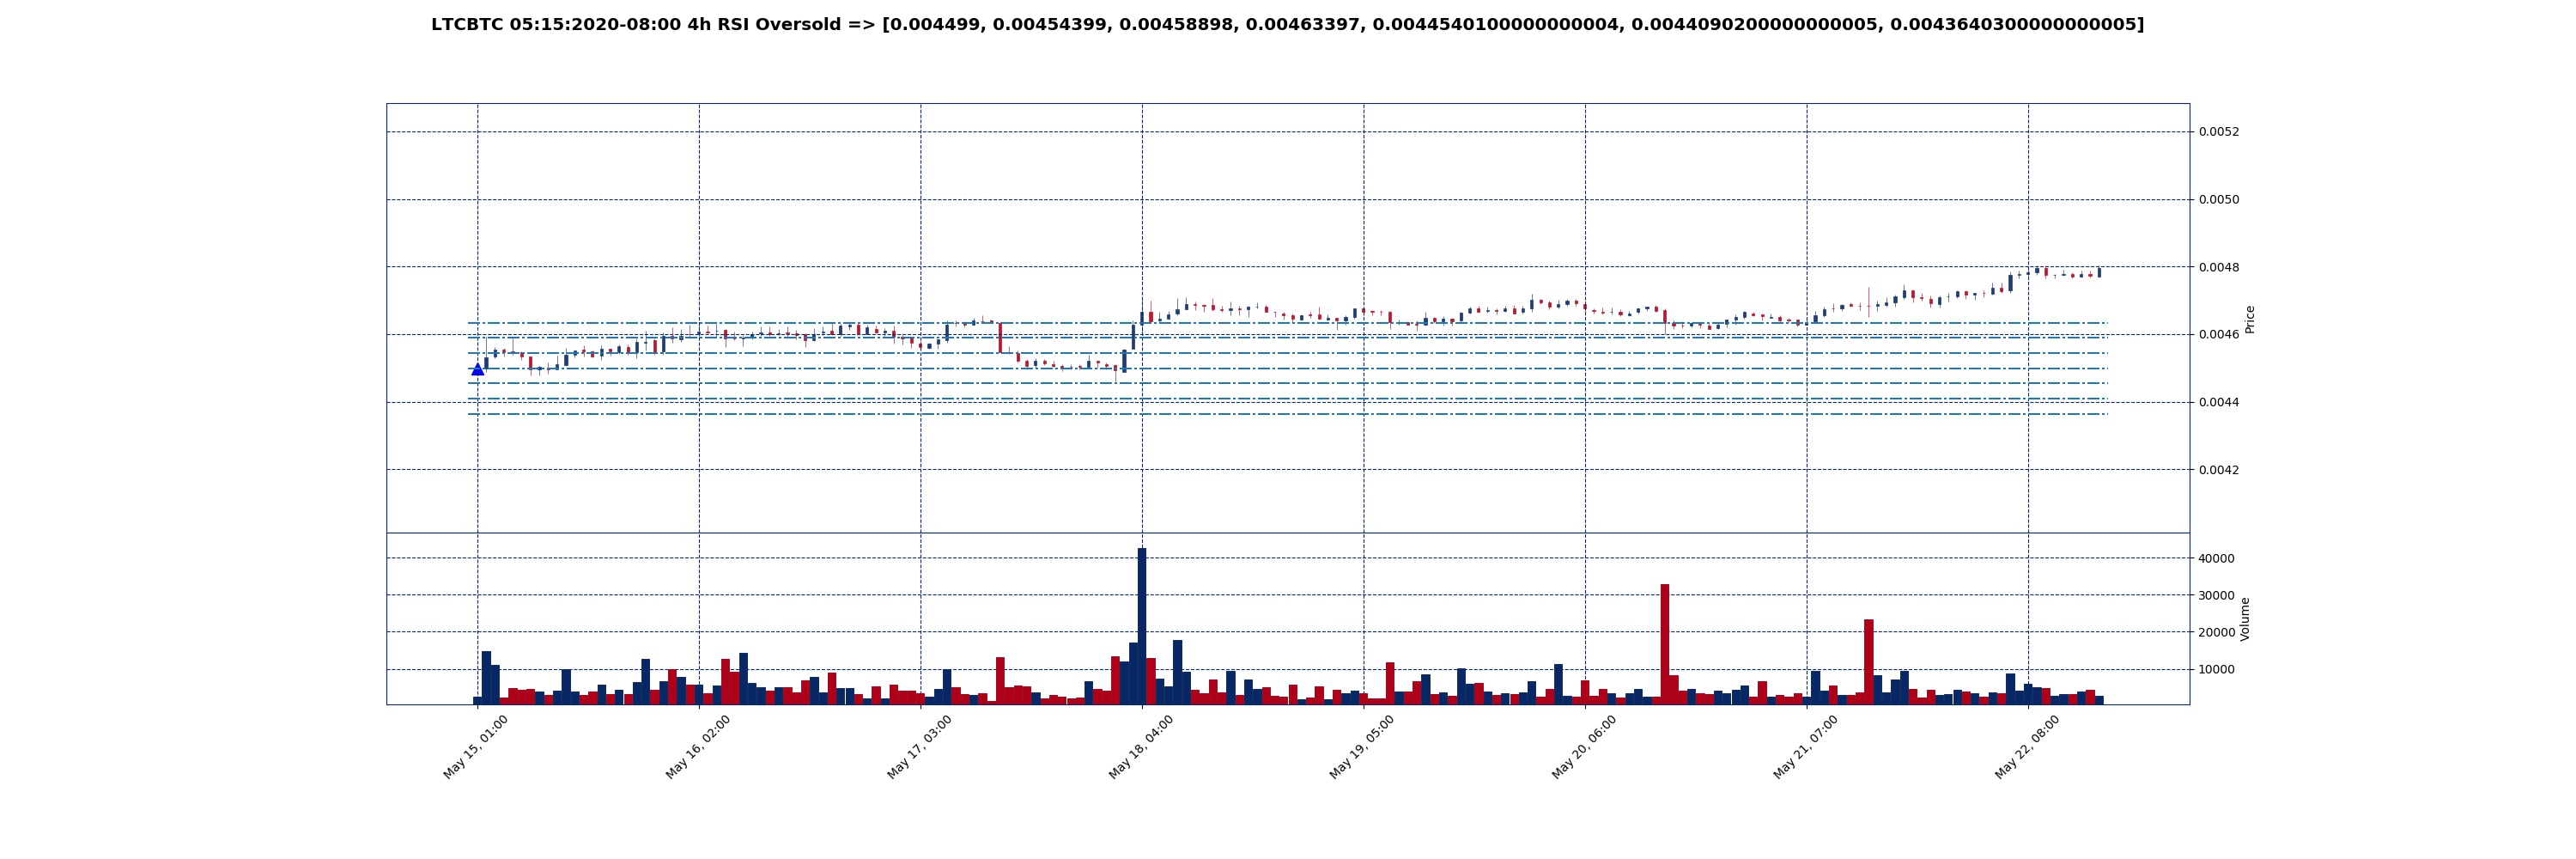 LTCBTC 05:15:2020-08:00 4h RSI Oversold => [0.004499, 0.00454399, 0.00458898, 0.00463397, 0.0044540100000000004, 0.0044090200000000005, 0.0043640300000000005]
0.0052
0.0050
0.0048
0.0046
0.0044
0.0042
Price
40000
30000
20000
10000
Volume
May 15, 01:00
May 16, 02:00
May 17, 03:00
May 18, 04:00
May 19, 05:00
May 20, 06:00
May 21, 07:00
May 22, 08:00